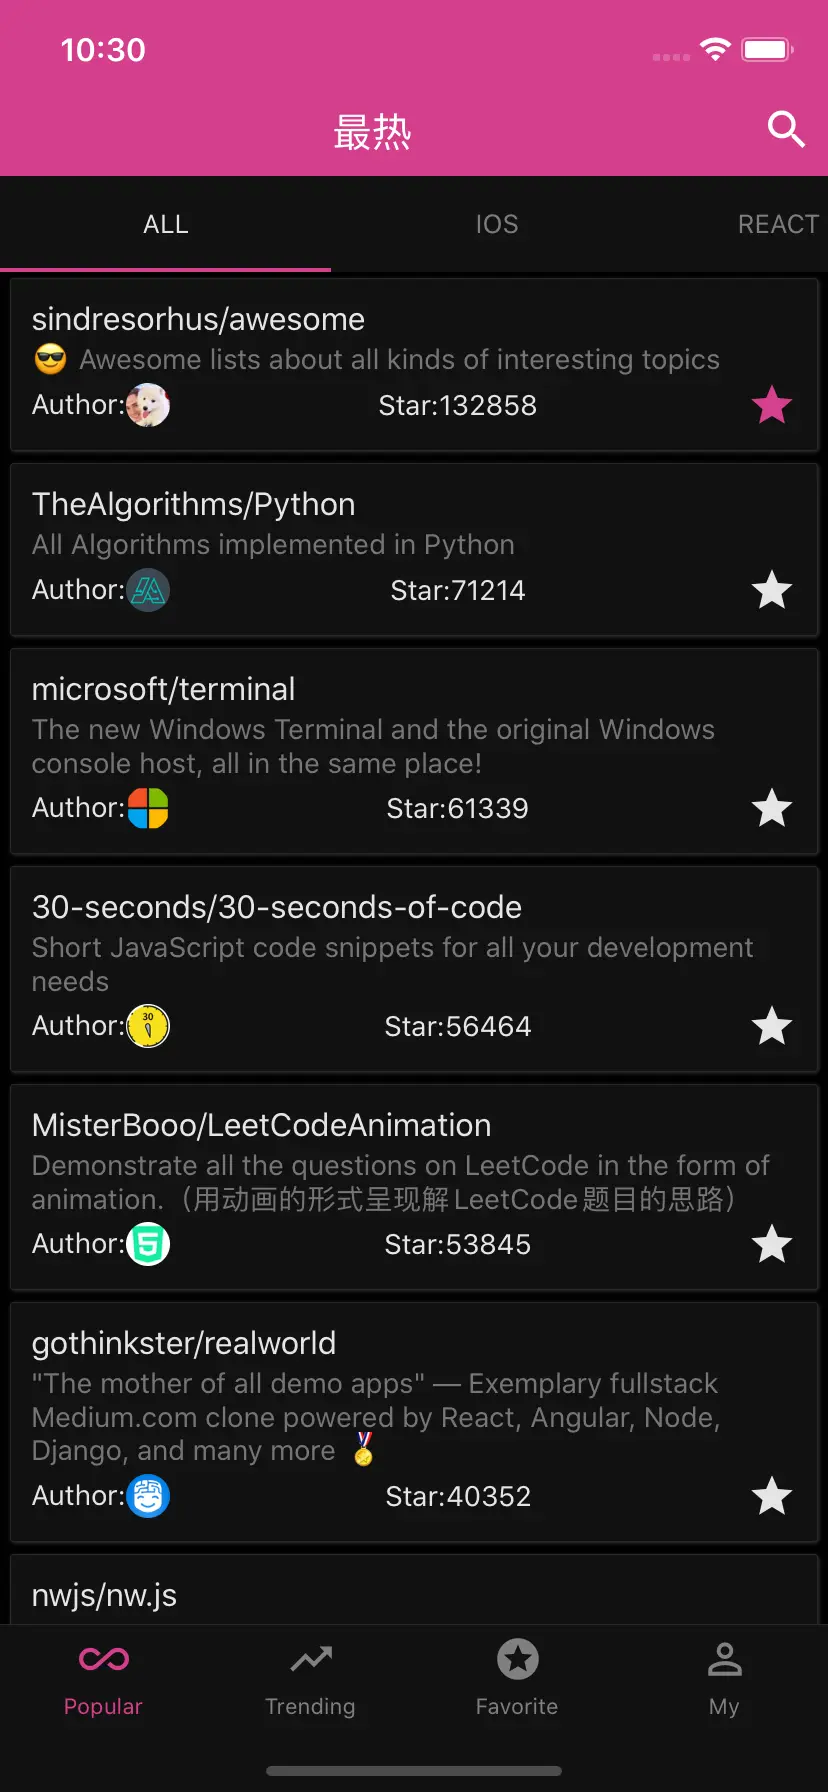 10:30
最热
ALL IOS REACT
sindresorhus/awesome
😎 Awesome lists about all kinds of interesting topics
Author: Star:132858
TheAlgorithms/Python
All Algorithms implemented in Python
Author: Star:71214
microsoft/terminal
The new Windows Terminal and the original Windows
console host, all in the same place!
Author: Star:61339
30-seconds/30-seconds-of-code
Short JavaScript code snippets for all your development
needs
Author: 30 Star:56464
MisterBooo/LeetCodeAnimation
Demonstrate all the questions on LeetCode in the form of
animation.（用动画的形式呈现解LeetCode题目的思路）
Author: Star:53845
gothinkster/realworld
"The mother of all demo apps" — Exemplary fullstack
Medium.com clone powered by React, Angular, Node,
Django, and many more 🏅
Author: Star:40352
nwjs/nw.js
Popular Trending Favorite My